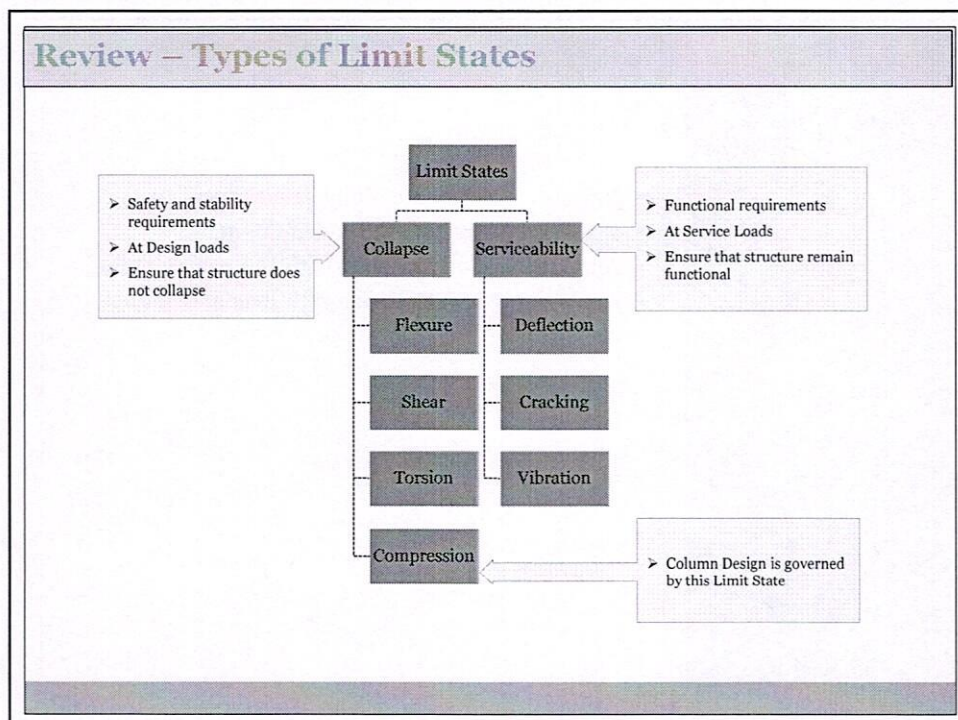 Review – Types of Limit States
Limit States
➢ Safety and stability
requirements
➢ At Design loads
➢ Ensure that structure does
not collapse
➢ Functional requirements
➢ At Service Loads
➢ Ensure that structure remain
functional
Collapse
Serviceability
Flexure
Deflection
Shear
Cracking
Torsion
Vibration
Compression
➢ Column Design is governed
by this Limit State